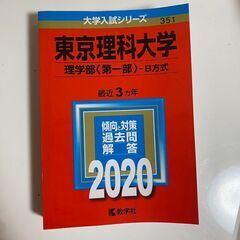 大学入試シリーズ 351
東京理科大学
理学部〈第一部〉-B方式
最近3カ年
傾向と対策
過去問
解答
2020
教学社